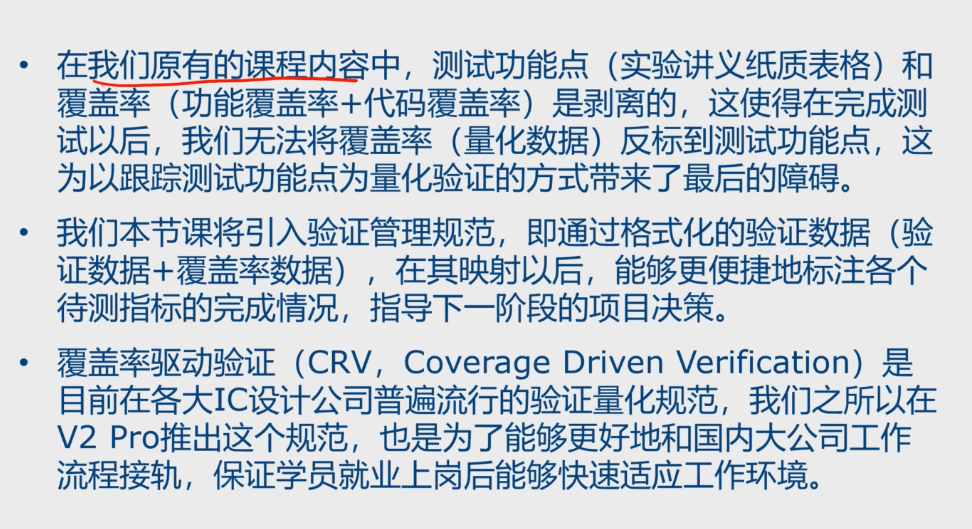 • 在我们原有的课程内容中，测试功能点（实验讲义纸质表格）和
覆盖率（功能覆盖率+代码覆盖率）是剥离的，这使得在完成测
试以后，我们无法将覆盖率（量化数据）反标到测试功能点，这
为以跟踪测试功能点为量化验证的方式带来了最后的障碍。
• 我们本节课将引入验证管理规范，即通过格式化的验证数据（验
证数据+覆盖率数据），在其映射以后，能够更便捷地标注各个
待测指标的完成情况，指导下一阶段的项目决策。
• 覆盖率驱动验证（CRV，Coverage Driven Verification）是
目前在各大IC设计公司普遍流行的验证量化规范，我们之所以在
V2 Pro推出这个规范，也是为了能够更好地和国内大公司工作
流程接轨，保证学员就业上岗后能够快速适应工作环境。